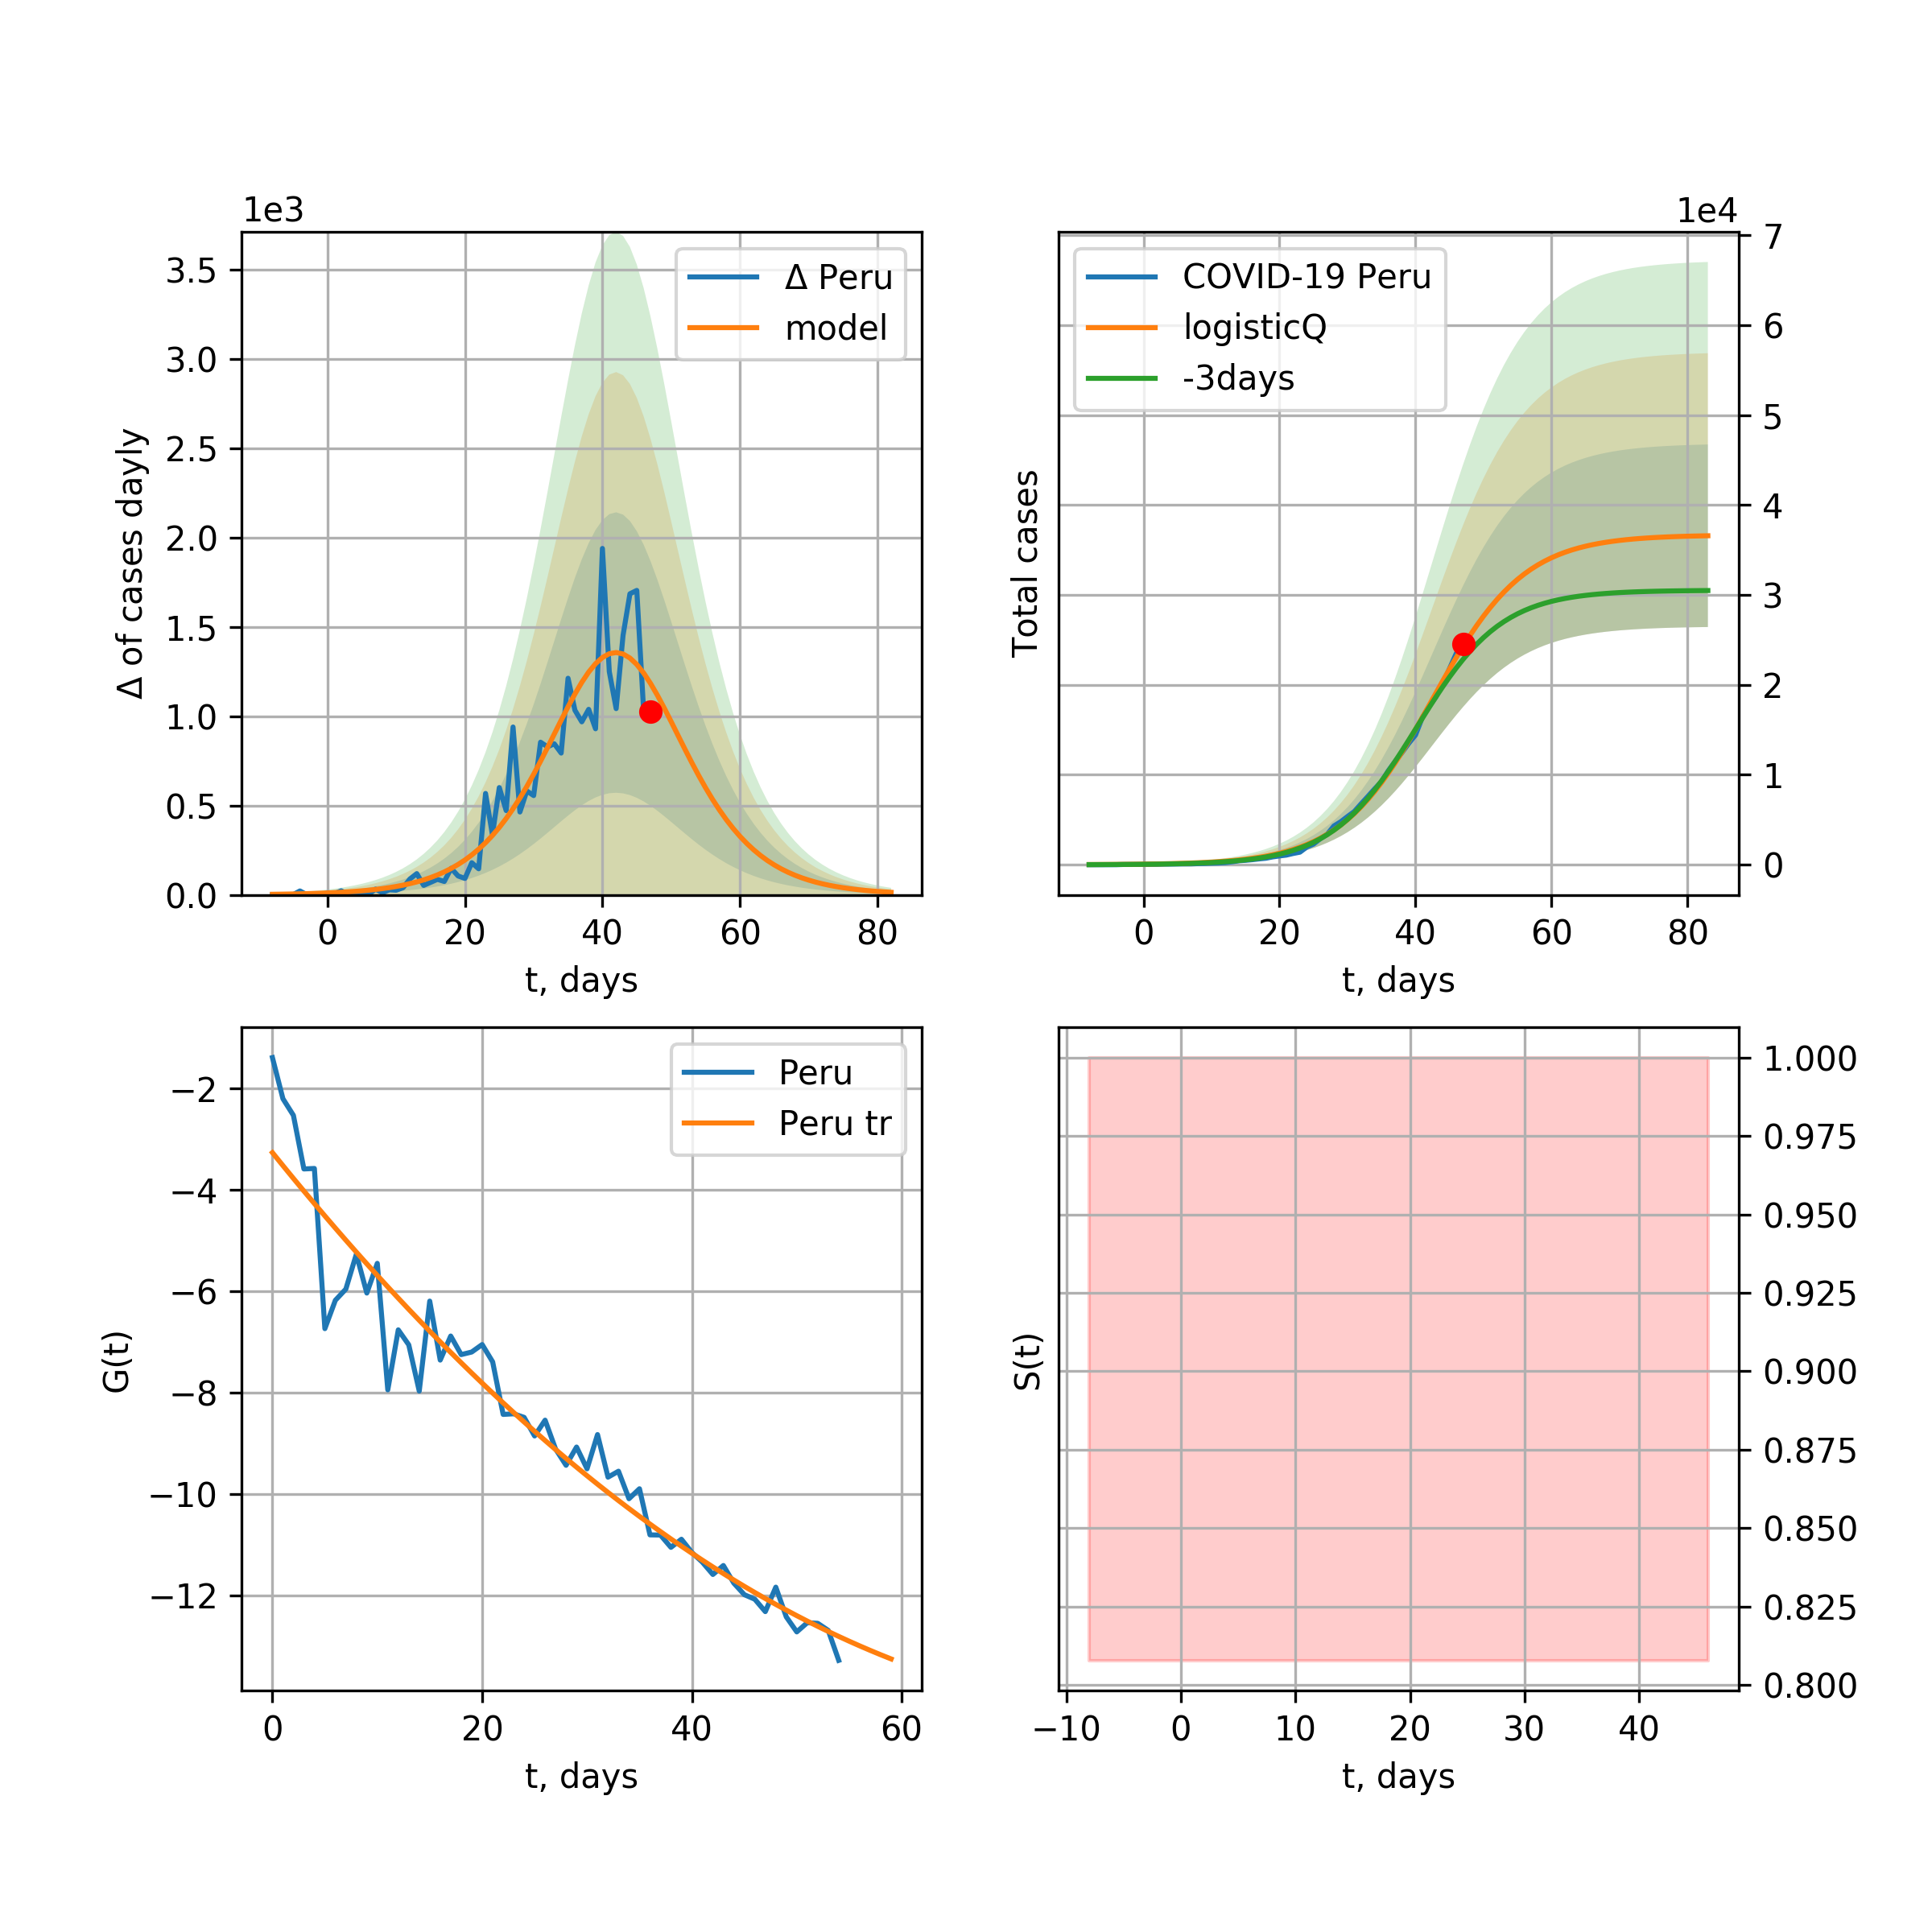 1e3
3.5
3.0
2.5
2.0
1.5
1.0
0.5
0.0
Δ of cases dayly
Δ Peru
model
0 20 40 60 80
t, days
1e4
Total cases
COVID-19 Peru
logisticQ
-3days
7
6
5
4
3
2
1
0
0 20 40 60 80
t, days
−2
−4
−6
−8
−10
−12
G(t)
Peru
Peru tr
0 20 40 60
t, days
S(t)
1.000
0.975
0.950
0.925
0.900
0.875
0.850
0.825
0.800
−10 0 10 20 30 40
t, days